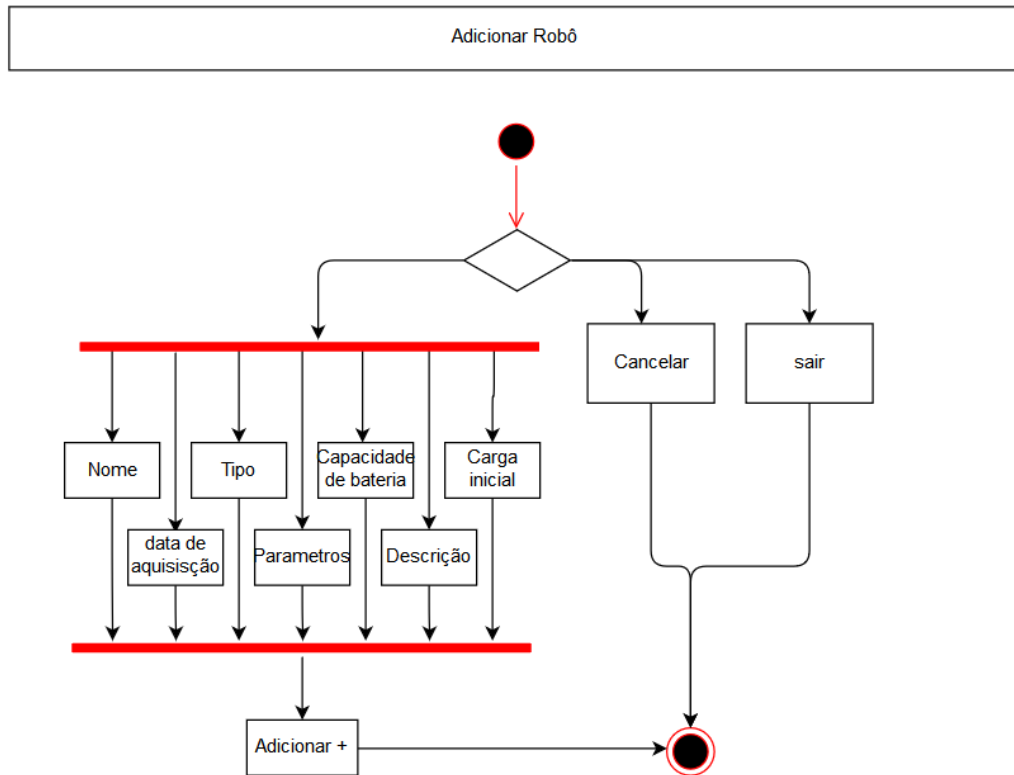 Adicionar Robô
Cancelar
sair
Nome
Tipo
Capacidade
de bateria
Carga
inicial
data de
aquisisção
Parametros
Descrição
Adicionar +